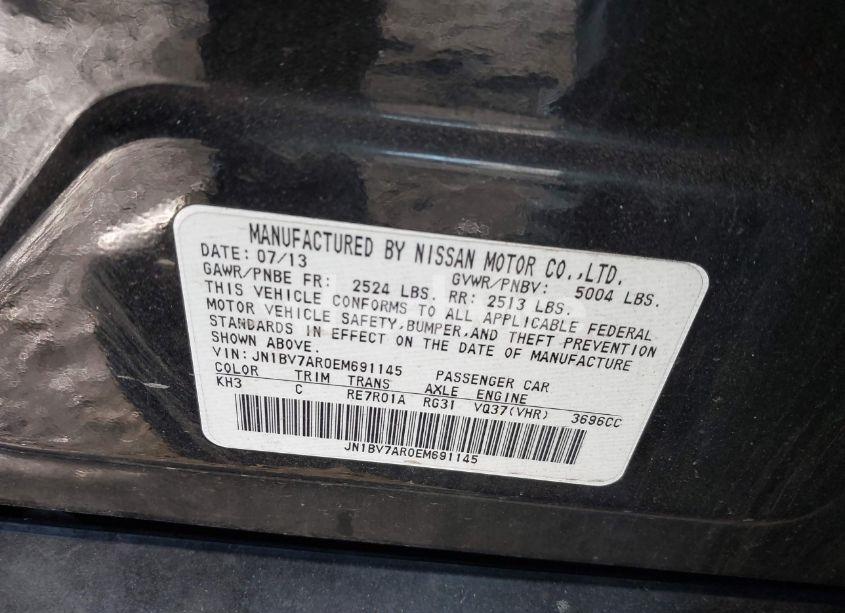 MANUFACTURED BY NISSAN MOTOR CO.,LTD.
DATE: 07/13 GVWR/PNBV: 5004 LBS.
GAWR/PNBE FR: 2524 LBS. RR: 2513 LBS.
THIS VEHICLE CONFORMS TO ALL APPLICABLE FEDERAL
MOTOR VEHICLE SAFETY,BUMPER,AND THEFT PREVENTION
STANDARDS IN EFFECT ON THE DATE OF MANUFACTURE
SHOWN ABOVE.
VIN: JN1BV7AR0EM691145 PASSENGER CAR
COLOR TRIM TRANS AXLE ENGINE
KH3 C RE7R01A RG31 VQ37(VHR) 3696CC
JN1BV7AR0EM691145